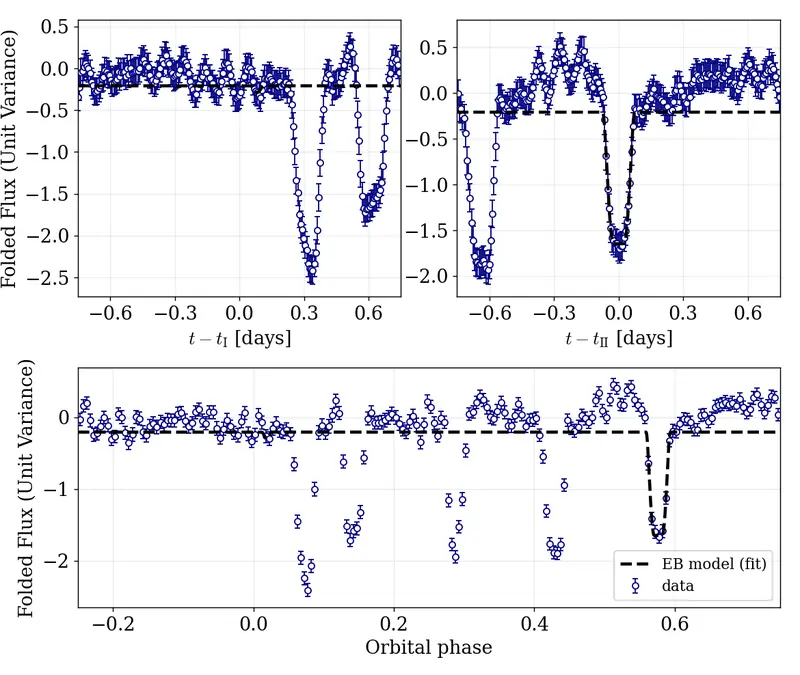 0.5
0.0
−0.5
−1.0
−1.5
−2.0
−2.5
Folded Flux (Unit Variance)
−0.6 −0.3 0.0 0.3 0.6
t − tI [days]
0.5
0.0
−0.5
−1.0
−1.5
−2.0
−0.6 −0.3 0.0 0.3 0.6
t − tII [days]
Folded Flux (Unit Variance)
0
−1
−2
EB model (fit)
data
−0.2 0.0 0.2 0.4 0.6
Orbital phase